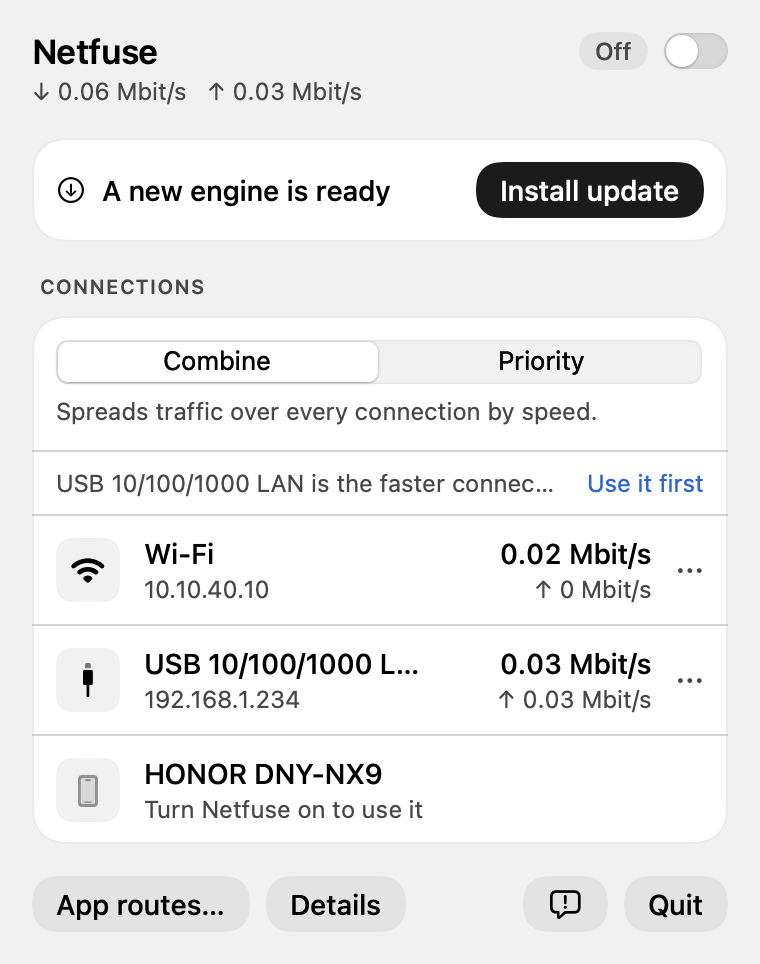 Netfuse
Off
↓ 0.06 Mbit/s ↑ 0.03 Mbit/s
A new engine is ready
Install update
CONNECTIONS
Combine
Priority
Spreads traffic over every connection by speed.
USB 10/100/1000 LAN is the faster connec...
Use it first
Wi-Fi
0.02 Mbit/s
10.10.40.10
↑ 0 Mbit/s
USB 10/100/1000 L...
0.03 Mbit/s
192.168.1.234
↑ 0.03 Mbit/s
HONOR DNY-NX9
Turn Netfuse on to use it
App routes...
Details
Quit